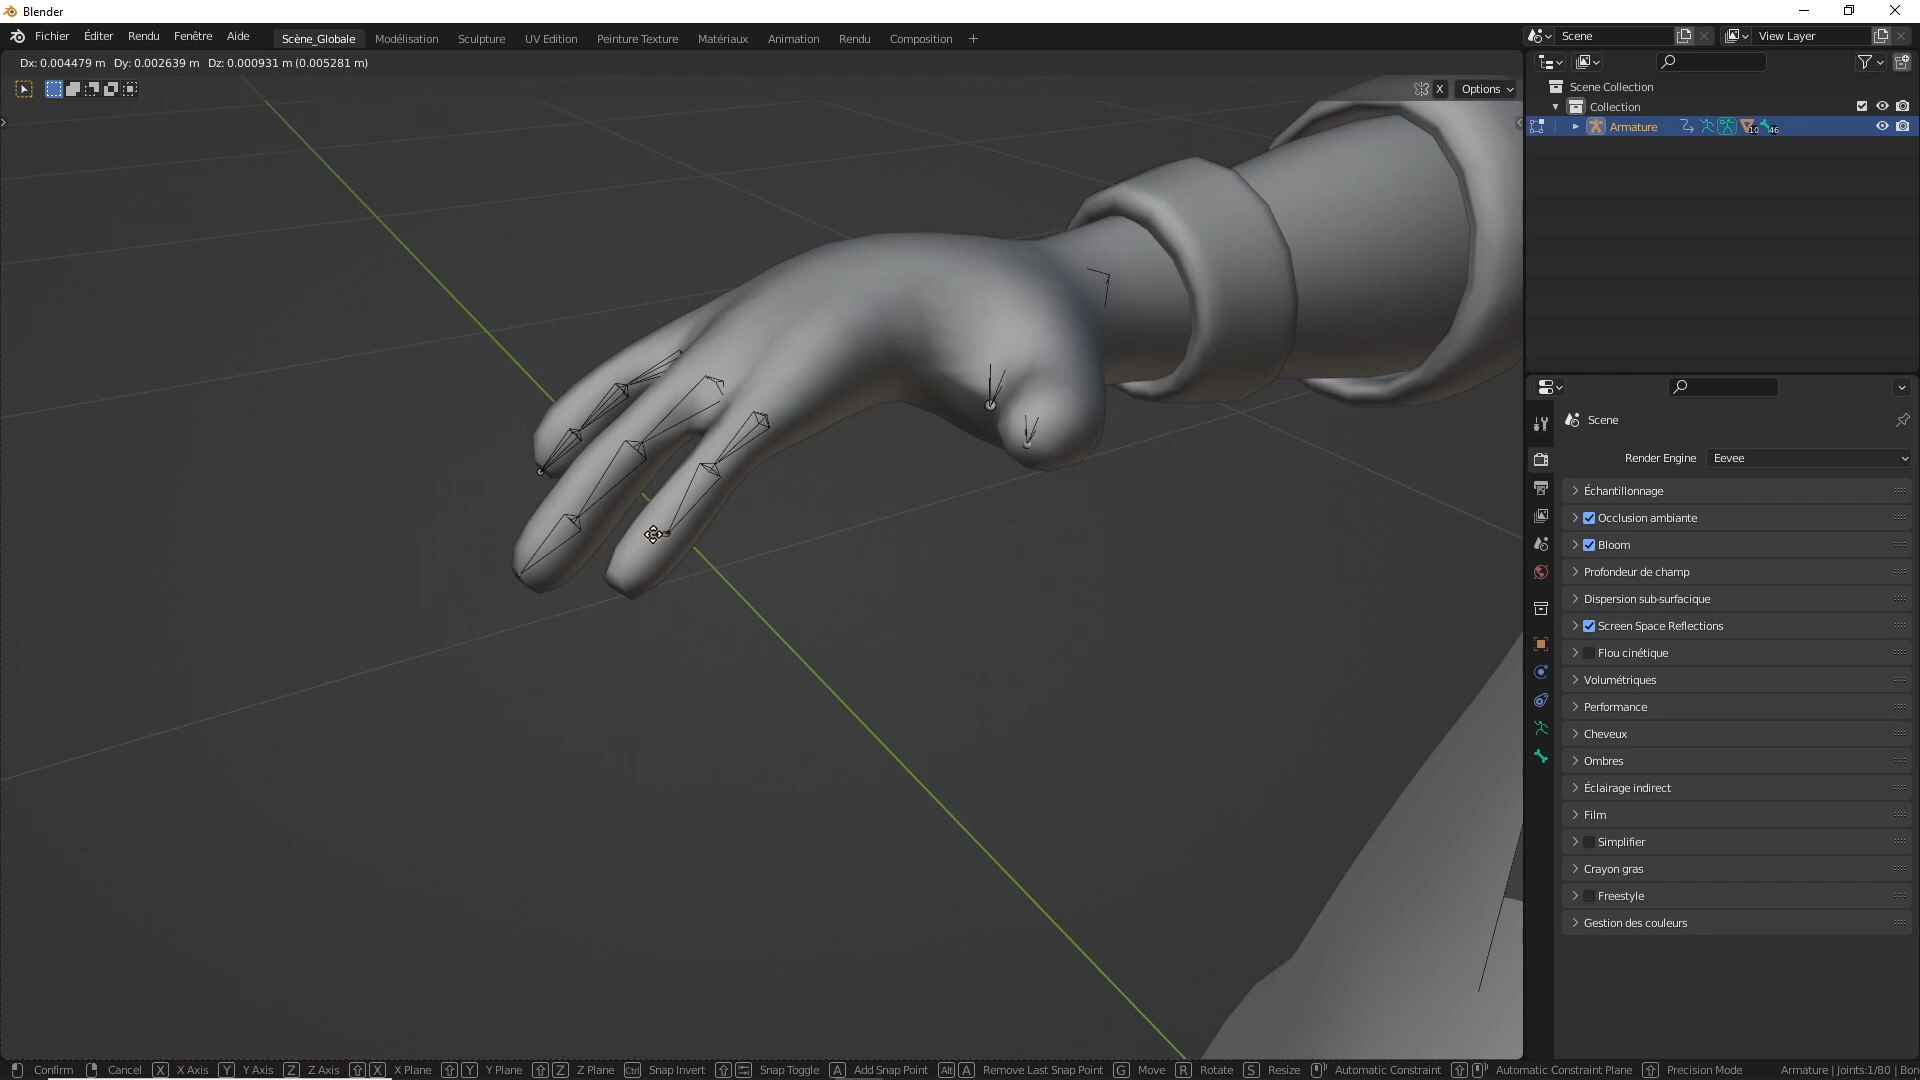 Blender
Fichier Éditer Rendu Fenêtre Aide Scène_Globale Modélisation Sculpture UV Edition Peinture Texture Matériaux Animation Rendu Composition + Scene View Layer
Dx: 0.004479 m Dy: 0.002639 m Dz: 0.000931 m (0.005281 m)
X Options
Scene Collection
Collection
Armature 10 46
Scene
Render Engine Eevee
Échantillonnage
Occlusion ambiante
Bloom
Profondeur de champ
Dispersion sub-surfacique
Screen Space Reflections
Flou cinétique
Volumétriques
Performance
Cheveux
Ombres
Éclairage indirect
Film
Simplifier
Crayon gras
Freestyle
Gestion des couleurs
Confirm Cancel X X Axis Y Y Axis Z Z Axis X X Plane Y Y Plane Z Z Plane Ctrl Snap Invert Snap Toggle A Add Snap Point Alt A Remove Last Snap Point G Move R Rotate S Resize Automatic Constraint Automatic Constraint Plane Precision Mode Armature | Joints:1/80 | Bon